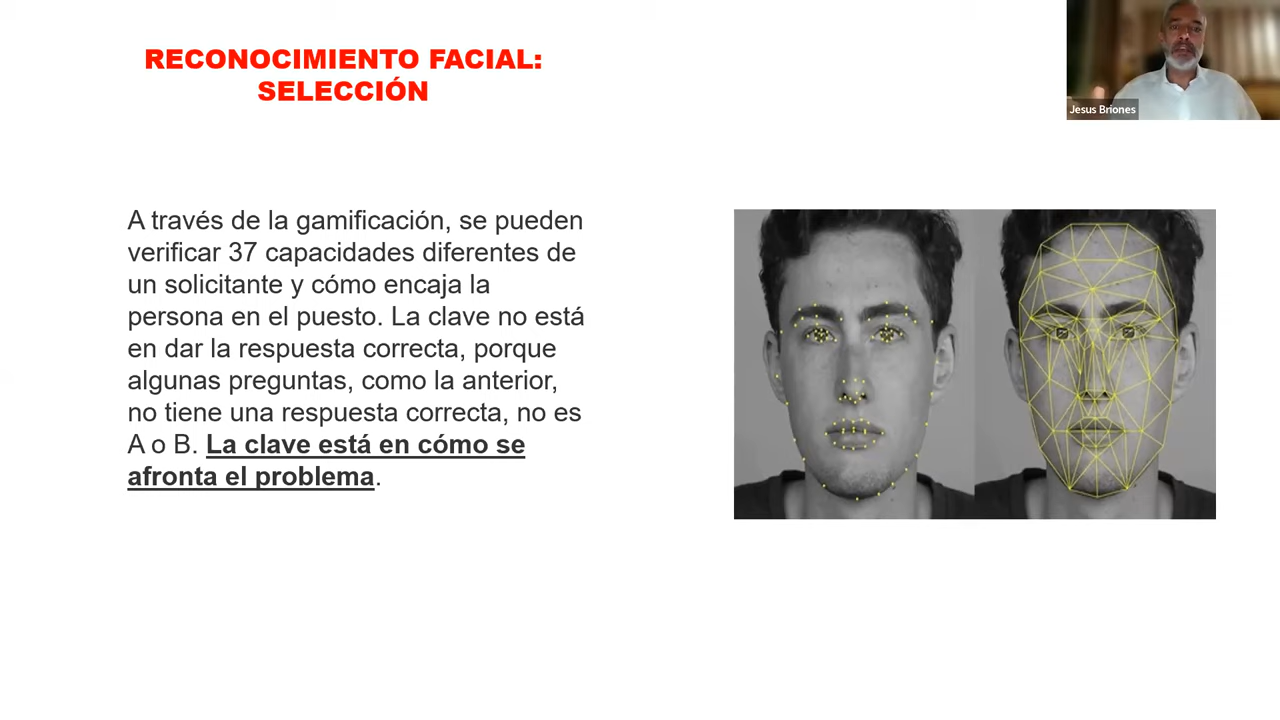 RECONOCIMIENTO FACIAL:
SELECCIÓN
Jesus Briones
A través de la gamificación, se pueden
verificar 37 capacidades diferentes de
un solicitante y cómo encaja la
persona en el puesto. La clave no está
en dar la respuesta correcta, porque
algunas preguntas, como la anterior,
no tiene una respuesta correcta, no es
A o B. La clave está en cómo se
afronta el problema.